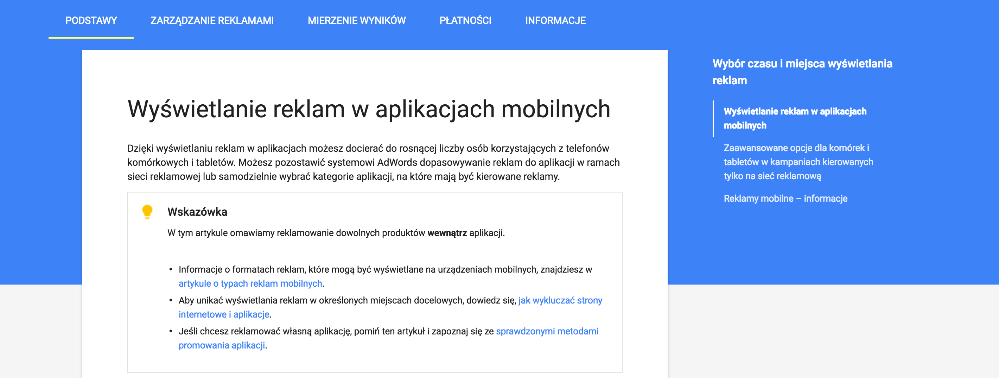 PODSTAWY ZARZĄDZANIE REKLAMAMI MIERZENIE WYNIKÓW PŁATNOŚCI INFORMACJE
Wyświetlanie reklam w aplikacjach mobilnych
Dzięki wyświetlaniu reklam w aplikacjach możesz docierać do rosnącej liczby osób korzystających z telefonów
komórkowych i tabletów. Możesz pozostawić systemowi AdWords dopasowywanie reklam do aplikacji w ramach
sieci reklamowej lub samodzielnie wybrać kategorie aplikacji, na które mają być kierowane reklamy.
Wskazówka
W tym artykule omawiamy reklamowanie dowolnych produktów wewnątrz aplikacji.
• Informacje o formatach reklam, które mogą być wyświetlane na urządzeniach mobilnych, znajdziesz w
artykule o typach reklam mobilnych.
• Aby unikać wyświetlania reklam w określonych miejscach docelowych, dowiedz się, jak wykluczać strony
internetowe i aplikacje.
• Jeśli chcesz reklamować własną aplikację, pomiń ten artykuł i zapoznaj się ze sprawdzonymi metodami
promowania aplikacji.
Wybór czasu i miejsca wyświetlania
reklam
Wyświetlanie reklam w aplikacjach
mobilnych
Zaawansowane opcje dla komórek i
tabletów w kampaniach kierowanych
tylko na sieć reklamową
Reklamy mobilne – informacje